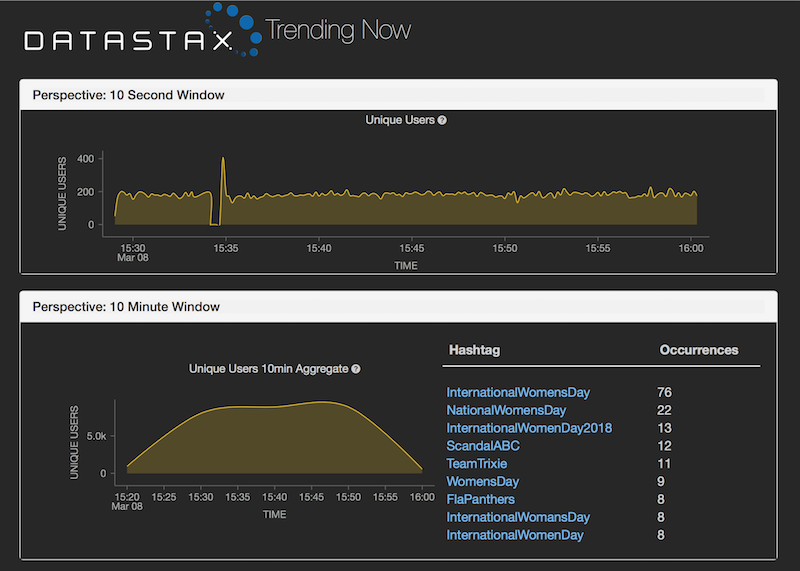 DATASTAX Trending Now
Perspective: 10 Second Window
Unique Users ?
UNIQUE USERS
400
200
0
15:30 15:35 15:40 15:45 15:50 15:55 16:00
Mar 08
TIME
Perspective: 10 Minute Window
Unique Users 10min Aggregate ?
UNIQUE USERS
5.0k
0
15:20 15:25 15:30 15:35 15:40 15:45 15:50 15:55 16:00
Mar 08
TIME
Hashtag Occurrences
InternationalWomensDay 76
NationalWomensDay 22
InternationalWomenDay2018 13
ScandalABC 12
TeamTrixie 11
WomensDay 9
FlaPanthers 8
InternationalWomansDay 8
InternationalWomenDay 8